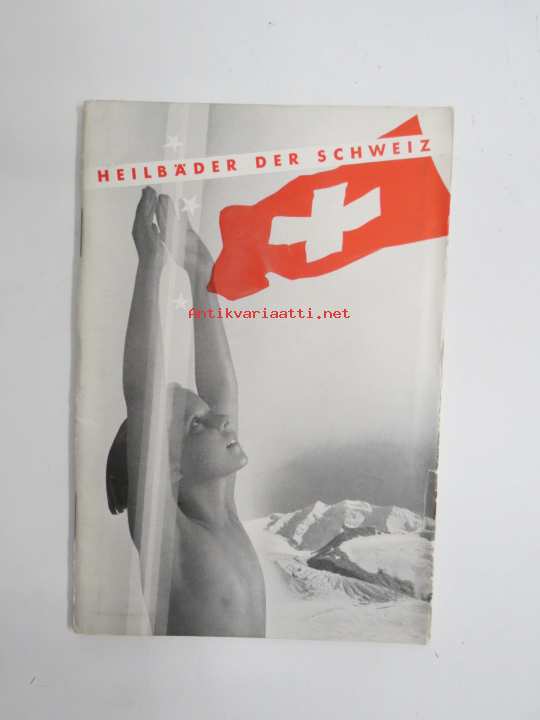 HEILBÄDER DER SCHWEIZ
Antikvariaatti.net